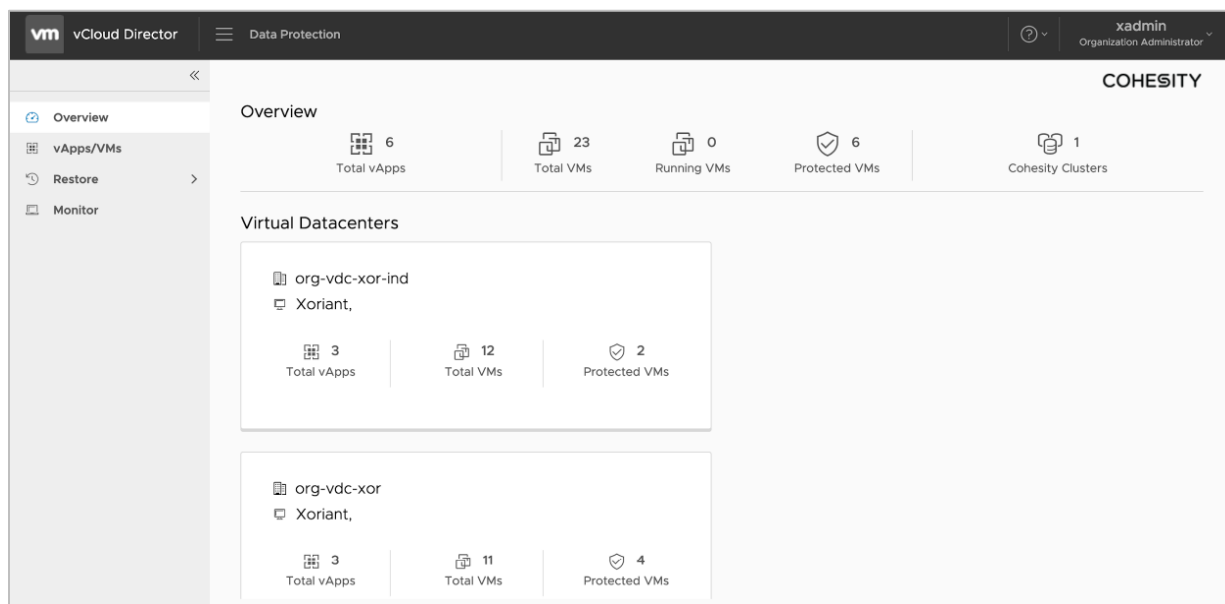 vm vCloud Director Data Protection xadmin
Organization Administrator
COHESITY
Overview
vApps/VMs
Restore
Monitor
Overview
6 23 0 6 1
Total vApps Total VMs Running VMs Protected VMs Cohesity Clusters
Virtual Datacenters
org-vdc-xor-ind
Xoriant,
3 12 2
Total vApps Total VMs Protected VMs
org-vdc-xor
Xoriant,
3 11 4
Total vApps Total VMs Protected VMs